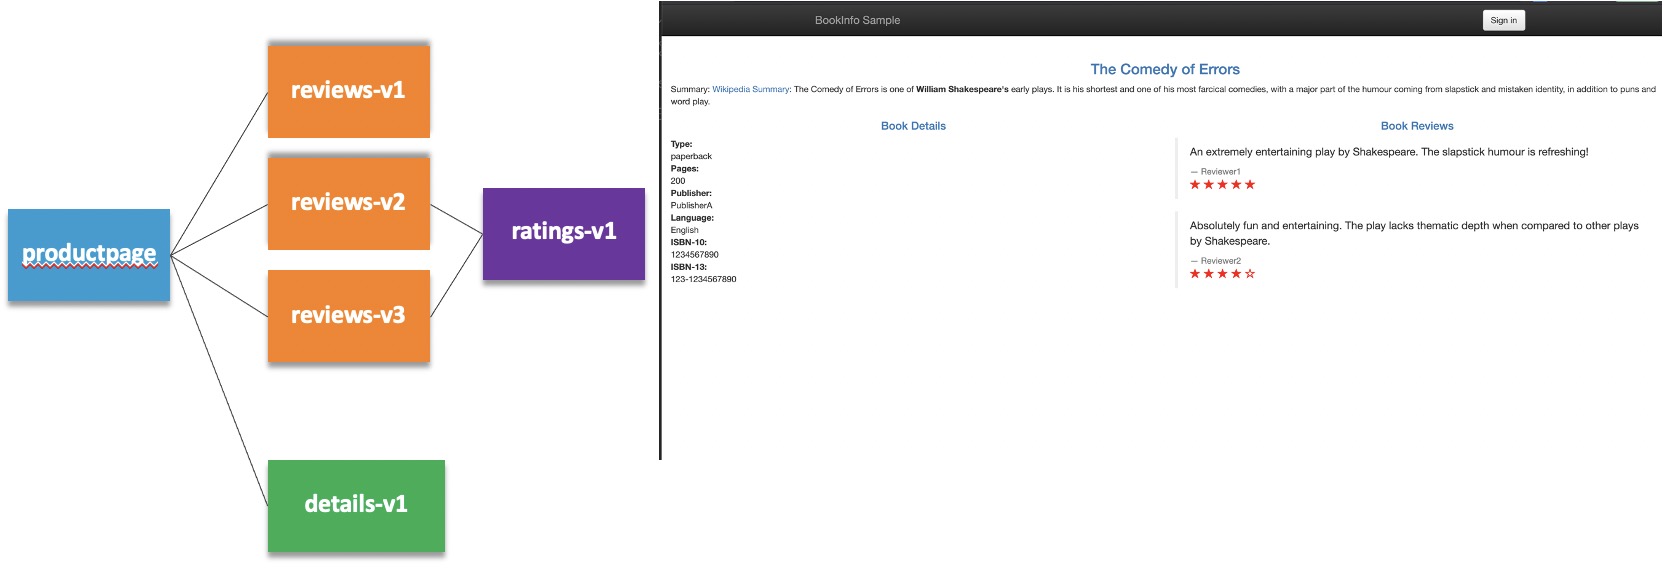 reviews-v1
reviews-v2
reviews-v3
productpage
ratings-v1
details-v1
BookInfo Sample
Sign in
The Comedy of Errors
Summary: Wikipedia Summary: The Comedy of Errors is one of William Shakespeare's early plays. It is his shortest and one of his most farcical comedies, with a major part of the humour coming from slapstick and mistaken identity, in addition to puns and
word play.
Book Details
Type:
paperback
Pages:
200
Publisher:
PublisherA
Language:
English
ISBN-10:
1234567890
ISBN-13:
123-1234567890
Book Reviews
An extremely entertaining play by Shakespeare. The slapstick humour is refreshing!
— Reviewer1
Absolutely fun and entertaining. The play lacks thematic depth when compared to other plays
by Shakespeare.
— Reviewer2